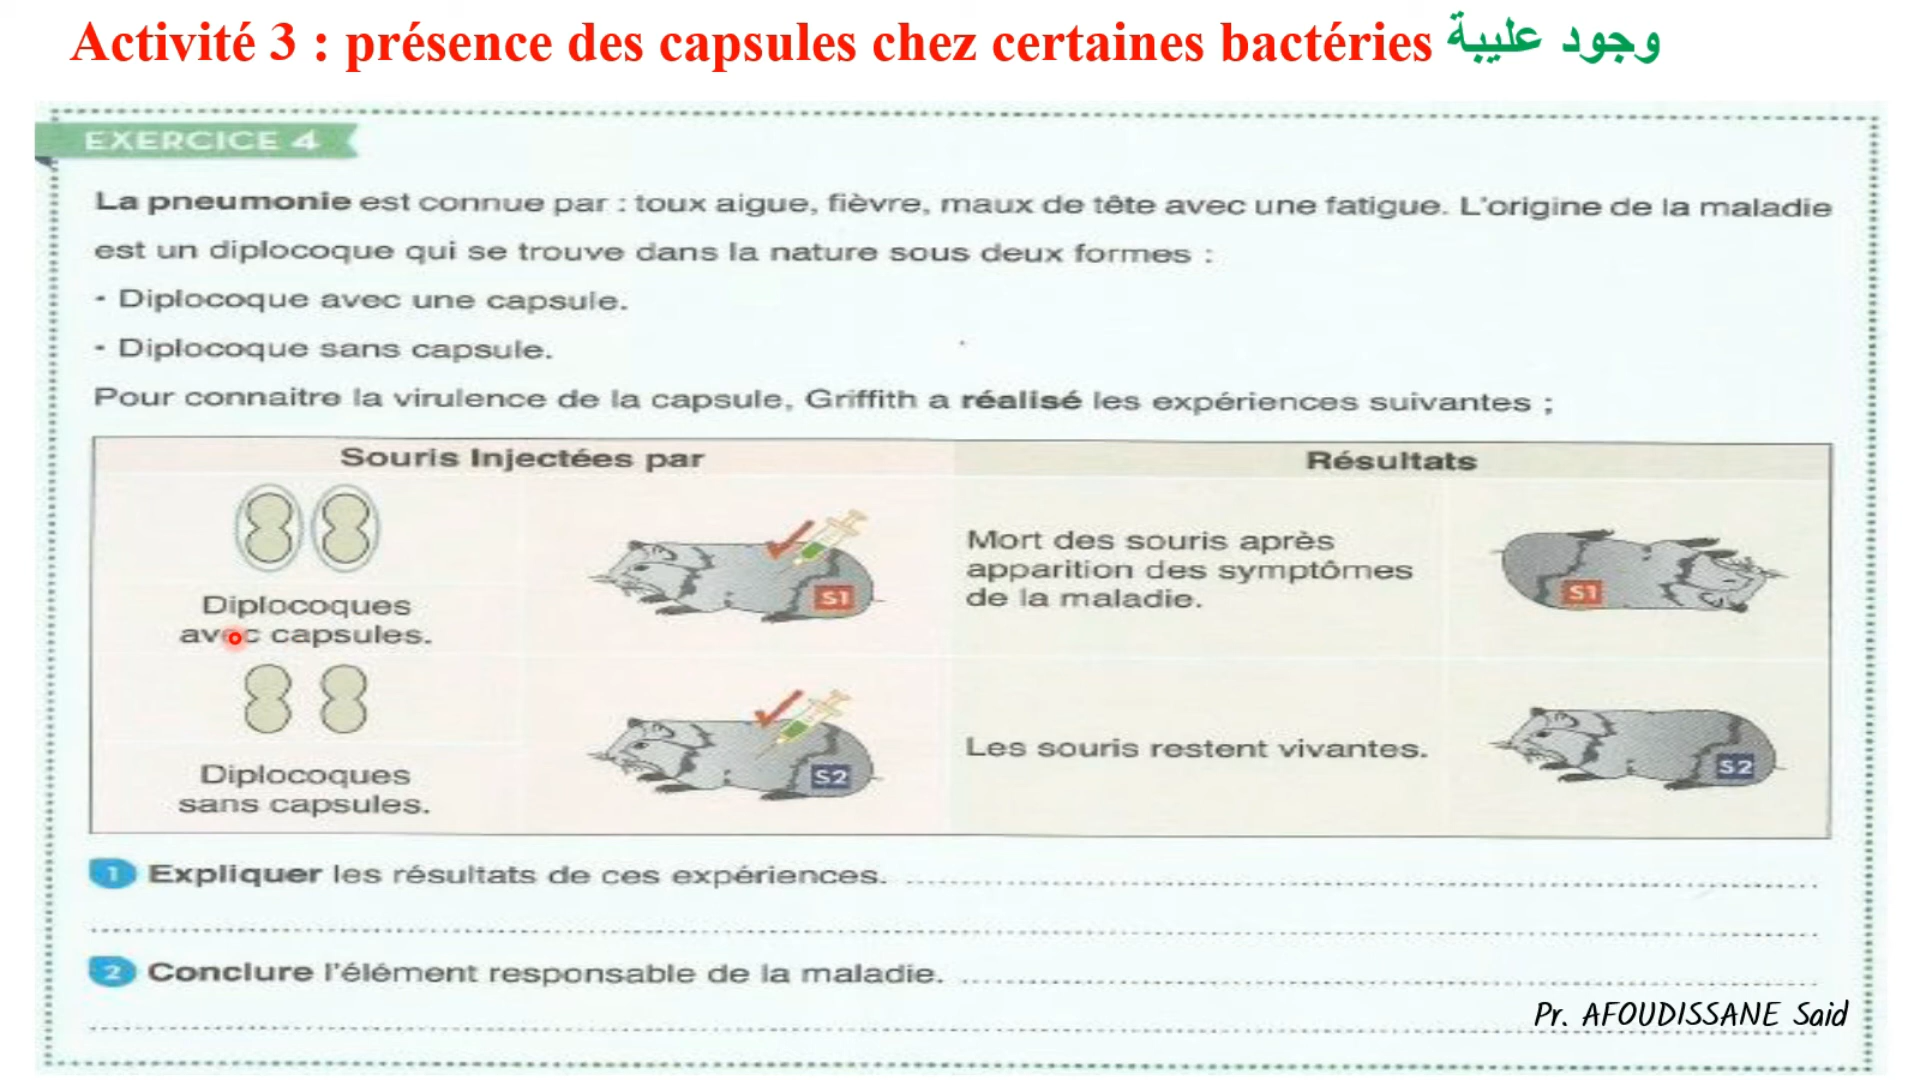 Activité 3 : présence des capsules chez certaines bactéries وجود عليبة
EXERCICE 4
La pneumonie est connue par : toux aigue, fièvre, maux de tête avec une fatigue. L'origine de la maladie
est un diplocoque qui se trouve dans la nature sous deux formes :
- Diplocoque avec une capsule.
- Diplocoque sans capsule.
Pour connaitre la virulence de la capsule, Griffith a réalisé les expériences suivantes ;
Souris Injectées par
Résultats
Diplocoques
avec capsules.
S1
Mort des souris après
apparition des symptômes
de la maladie.
S1
Diplocoques
sans capsules.
S2
Les souris restent vivantes.
S2
1 Expliquer les résultats de ces expériences.
2 Conclure l'élément responsable de la maladie.
Pr. AFOUDISSANE Said